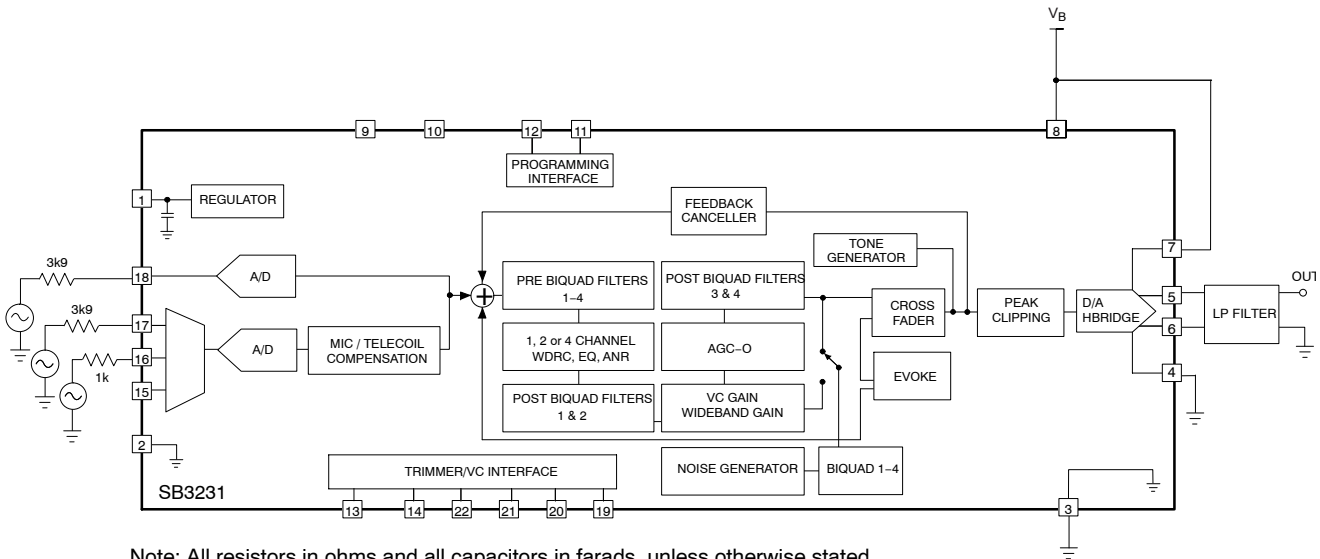 VB
9
10
12
11
8
PROGRAMMING
INTERFACE
1
REGULATOR
FEEDBACK
CANCELLER
TONE
GENERATOR
7
3k9
18
A/D
PRE BIQUAD FILTERS
1−4
POST BIQUAD FILTERS
3 & 4
CROSS
FADER
PEAK
CLIPPING
D/A
HBRIDGE
5
6
LP FILTER
OUT
3k9
17
16
1k
15
A/D
MIC / TELECOIL
COMPENSATION
1, 2 or 4 CHANNEL
WDRC, EQ, ANR
AGC−O
EVOKE
4
POST BIQUAD FILTERS
1 & 2
VC GAIN
WIDEBAND GAIN
2
TRIMMER/VC INTERFACE
NOISE GENERATOR
BIQUAD 1−4
SB3231
13
14
22
21
20
19
3
Note: All resistors in ohms and all capacitors in farads, unless otherwise stated.